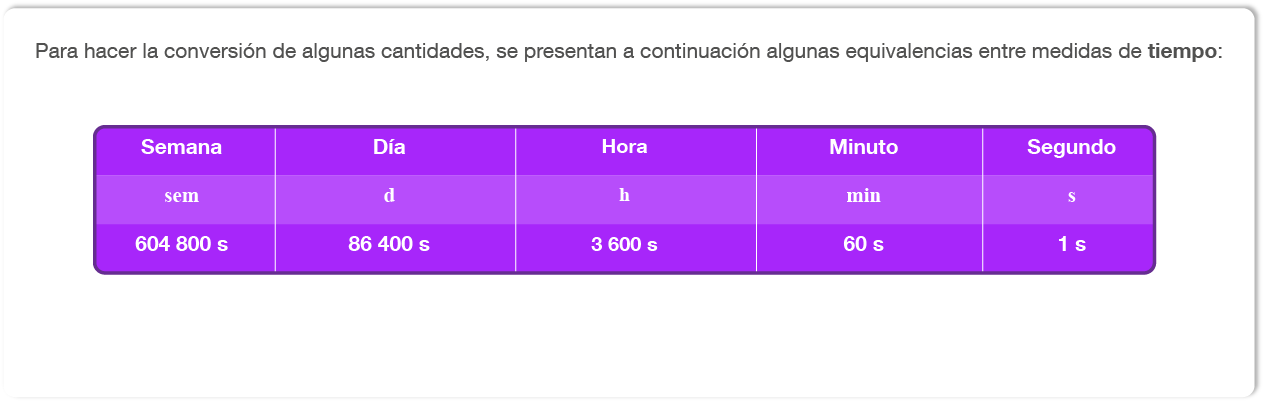 Para hacer la conversión de algunas cantidades, se presentan a continuación algunas equivalencias entre medidas de tiempo:
Semana Día Hora Minuto Segundo
sem d h min s
604 800 s 86 400 s 3 600 s 60 s 1 s